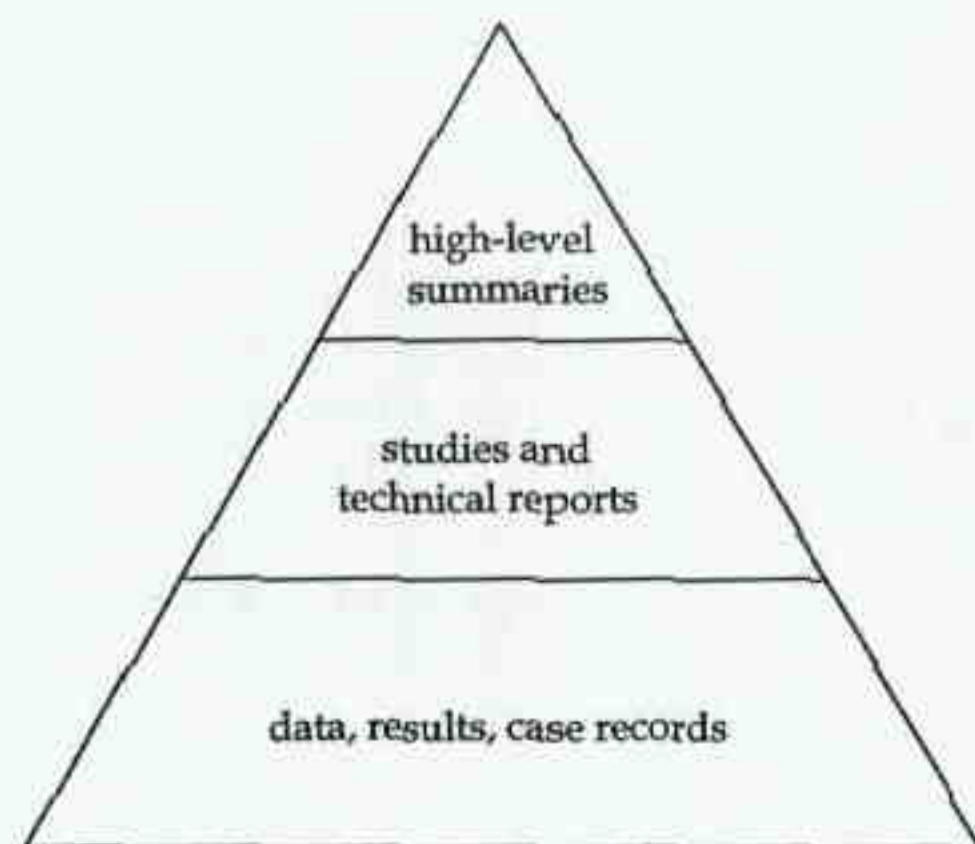 high-level
summaries
studies and
technical reports
data, results, case records